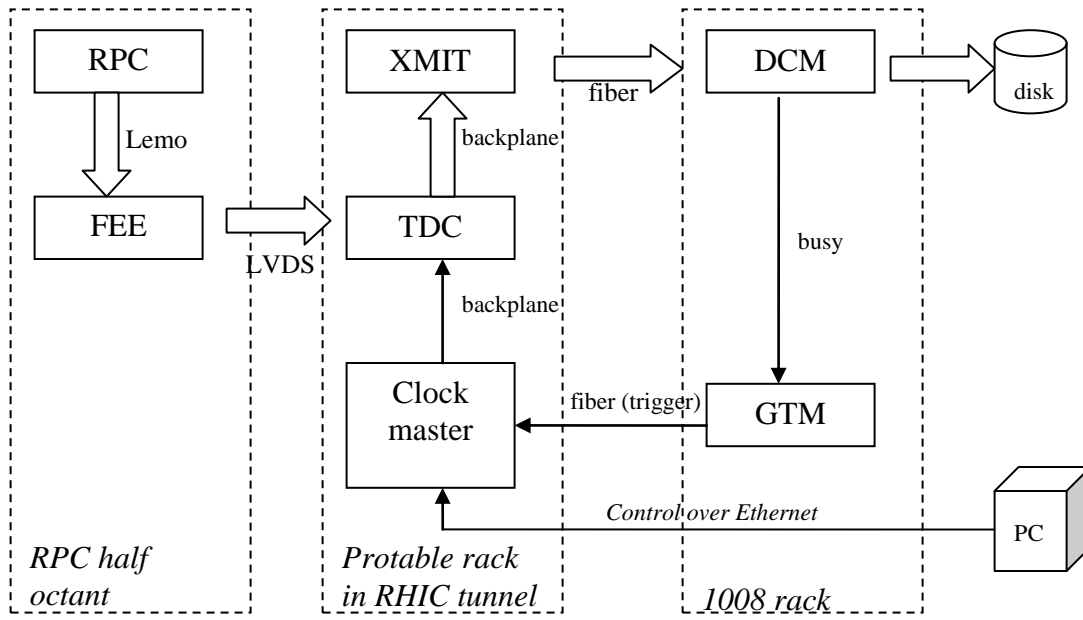 RPC
XMIT
DCM
fiber
disk
Lemo
backplane
FEE
TDC
LVDS
busy
backplane
Clock
master
fiber (trigger)
GTM
Control over Ethernet
PC
RPC half
octant
Protable rack
in RHIC tunnel
1008 rack